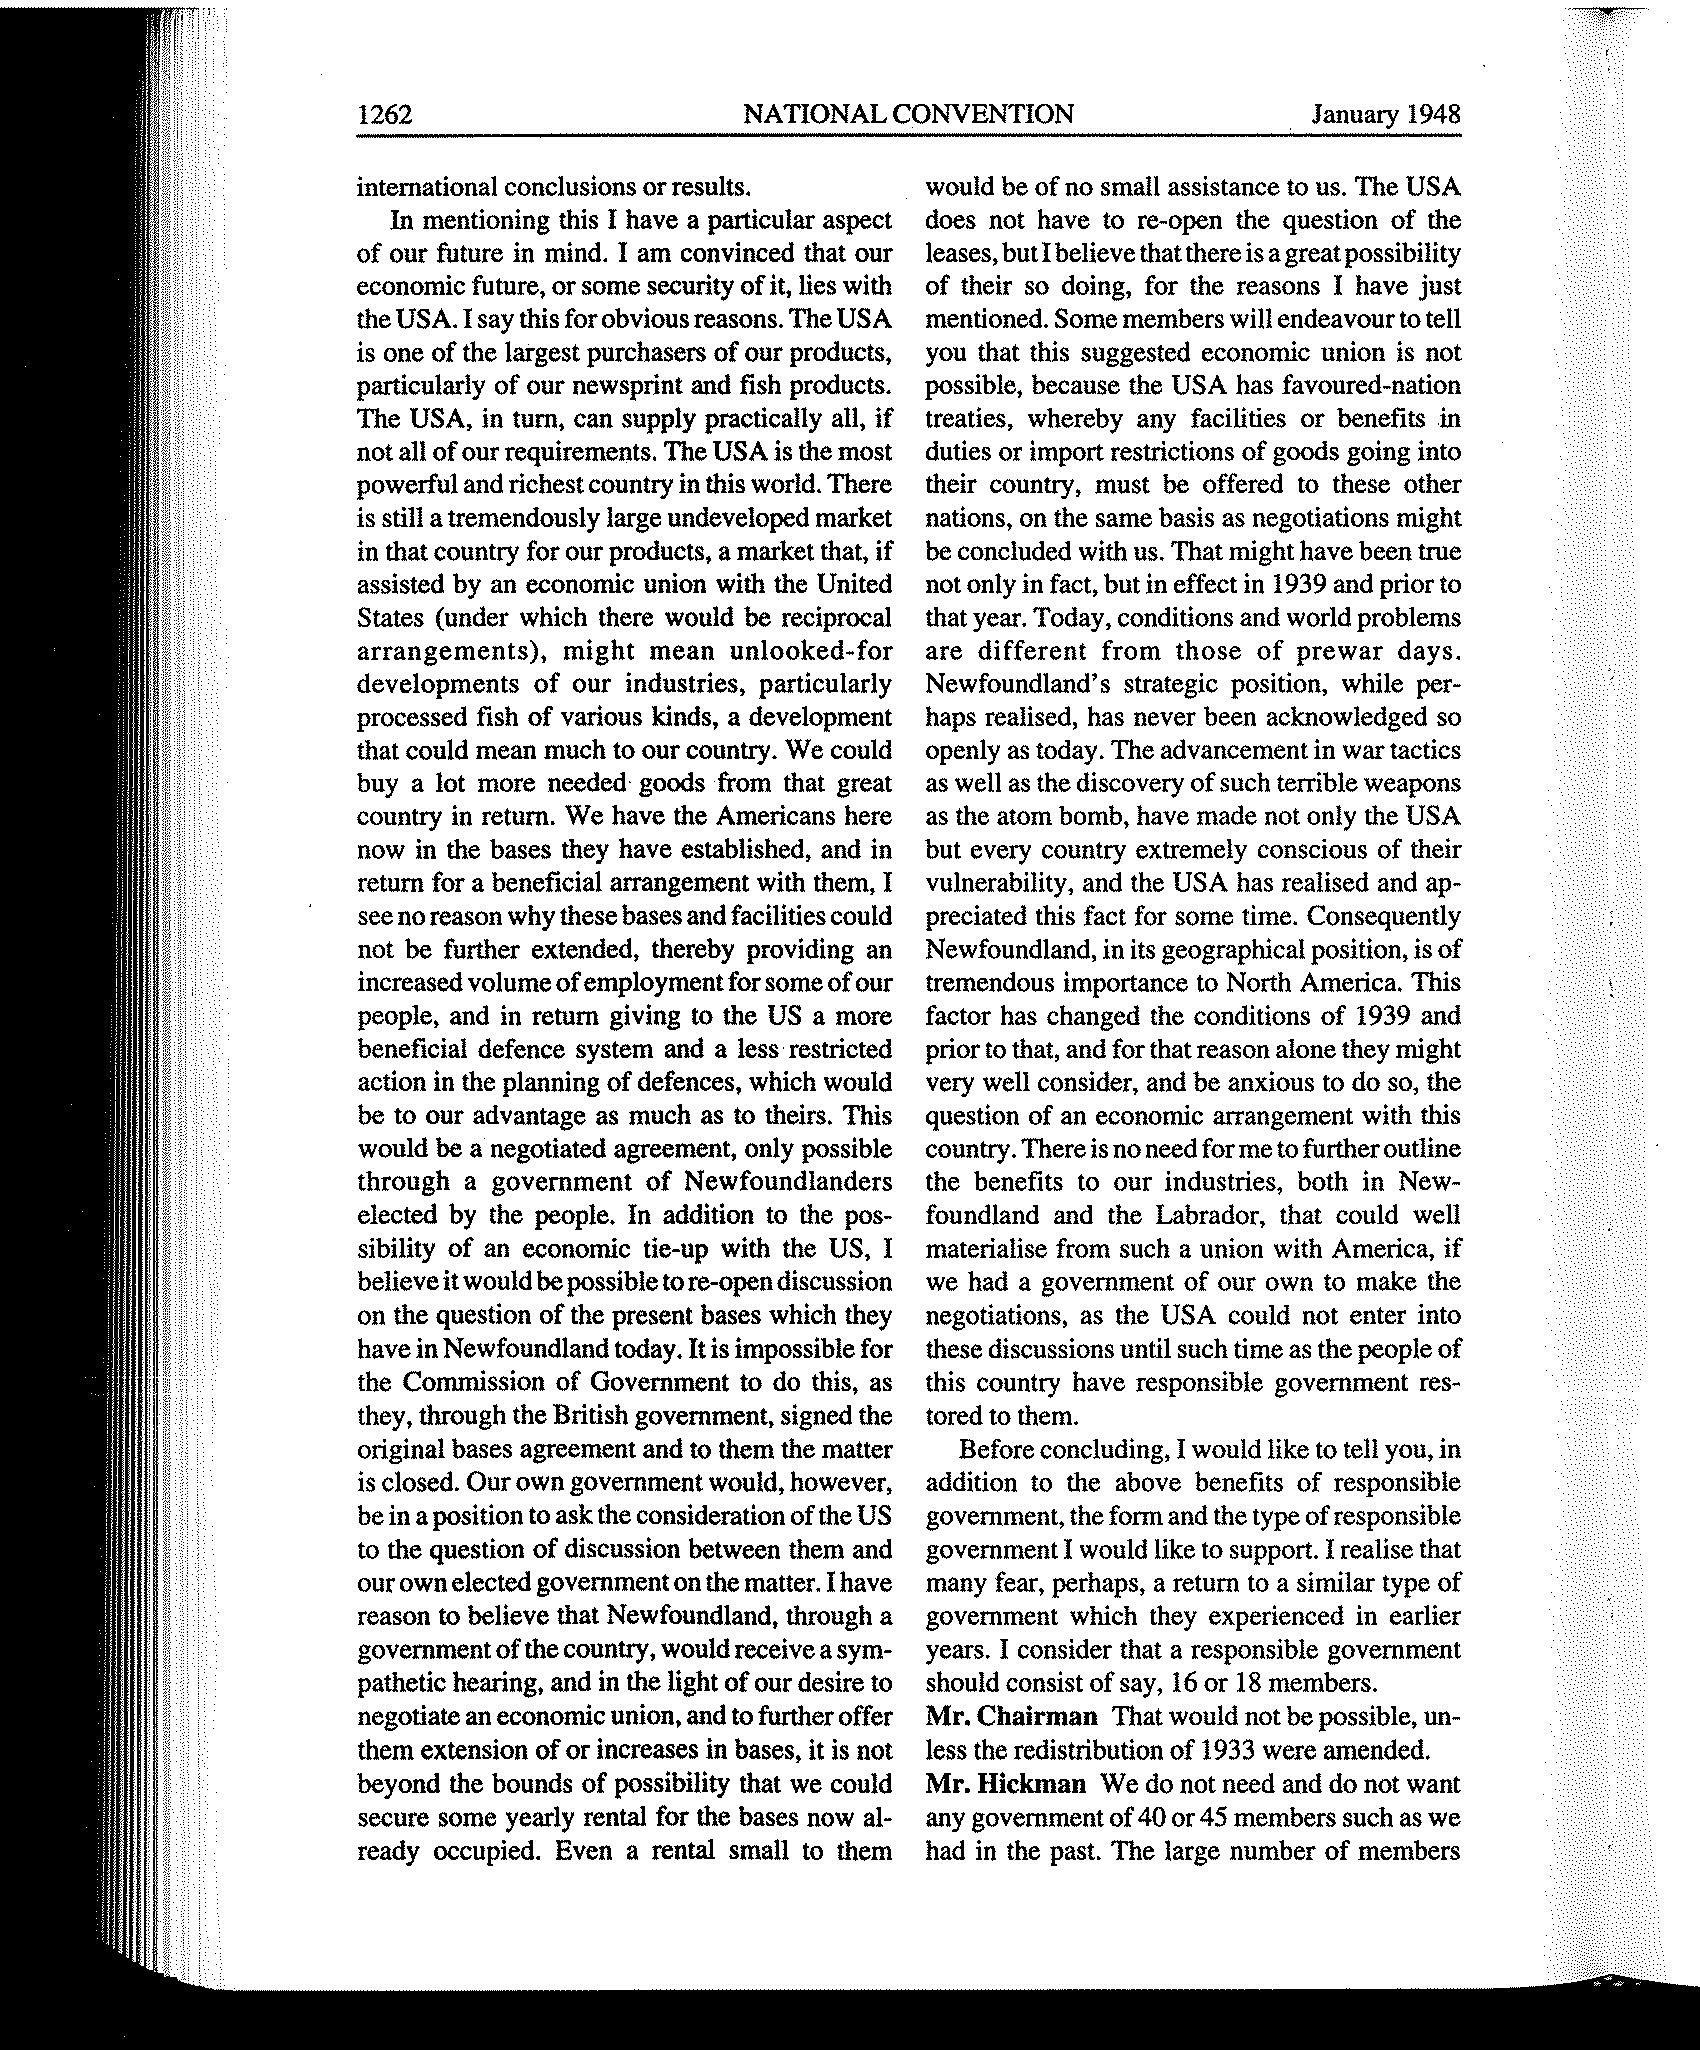 1262 NATIONAL CONVENTION January 1948
international conclusions or results.
In mentioning this I have a particular aspect
of our future in mind. I am convinced that our
economic future, or some security of it, lies with
the USA. I say this for obvious reasons. The USA
is one of the largest purchasers of our products,
particularly of our newsprint and fish products.
The USA, in turn, can supply practically all, if
not all of our requirements. The USA is the most
powerful and richest country in this world. There
is still a tremendously large undeveloped market
in that country for our products, a market that, if
assisted by an economic union with the United
States (under which there would be reciprocal
arrangements), might mean unlooked-for
developments of our industries, particularly
processed fish of various kinds, a development
that could mean much to our country. We could
buy a lot more needed goods from that great
country in return. We have the Americans here
now in the bases they have established, and in
return for a beneficial arrangement with them, I
see no reason why these bases and facilities could
not be further extended, thereby providing an
increased volume of employment for some of our
people, and in return giving to the US a more
beneficial defence system and a less restricted
action in the planning of defences, which would
be to our advantage as much as to theirs. This
would be a negotiated agreement, only possible
through a government of Newfoundlanders
elected by the people. In addition to the pos-
sibility of an economic tie-up with the US, I
believe it would be possible to re-open discussion
on the question of the present bases which they
have in Newfoundland today. It is impossible for
the Commission of Government to do this, as
they, through the British government, signed the
original bases agreement and to them the matter
is closed. Our own government would, however,
be in a position to ask the consideration of the US
to the question of discussion between them and
our own elected government on the matter. I have
reason to believe that Newfoundland, through a
government of the country, would receive a sym-
pathetic hearing, and in the light of our desire to
negotiate an economic union, and to further offer
them extension of or increases in bases, it is not
beyond the bounds of possibility that we could
secure some yearly rental for the bases now al-
ready occupied. Even a rental small to them
would be of no small assistance to us. The USA
does not have to re-open the question of the
leases, but I believe that there is a great possibility
of their so doing, for the reasons I have just
mentioned. Some members will endeavour to tell
you that this suggested economic union is not
possible, because the USA has favoured-nation
treaties, whereby any facilities or benefits in
duties or import restrictions of goods going into
their country, must be offered to these other
nations, on the same basis as negotiations might
be concluded with us. That might have been true
not only in fact, but in effect in 1939 and prior to
that year. Today, conditions and world problems
are different from those of prewar days.
Newfoundland's strategic position, while per-
haps realised, has never been acknowledged so
openly as today. The advancement in war tactics
as well as the discovery of such terrible weapons
as the atom bomb, have made not only the USA
but every country extremely conscious of their
vulnerability, and the USA has realised and ap-
preciated this fact for some time. Consequently
Newfoundland, in its geographical position, is of
tremendous importance to North America. This
factor has changed the conditions of 1939 and
prior to that, and for that reason alone they might
very well consider, and be anxious to do so, the
question of an economic arrangement with this
country. There is no need for me to further outline
the benefits to our industries, both in New-
foundland and the Labrador, that could well
materialise from such a union with America, if
we had a government of our own to make the
negotiations, as the USA could not enter into
these discussions until such time as the people of
this country have responsible government res-
tored to them.
Before concluding, I would like to tell you, in
addition to the above benefits of responsible
government, the form and the type of responsible
government I would like to support. I realise that
many fear, perhaps, a return to a similar type of
government which they experienced in earlier
years. I consider that a responsible government
should consist of say, 16 or 18 members.
Mr. Chairman That would not be possible, un-
less the redistribution of 1933 were amended.
Mr. Hickman We do not need and do not want
any government of 40 or 45 members such as we
had in the past. The large number of members